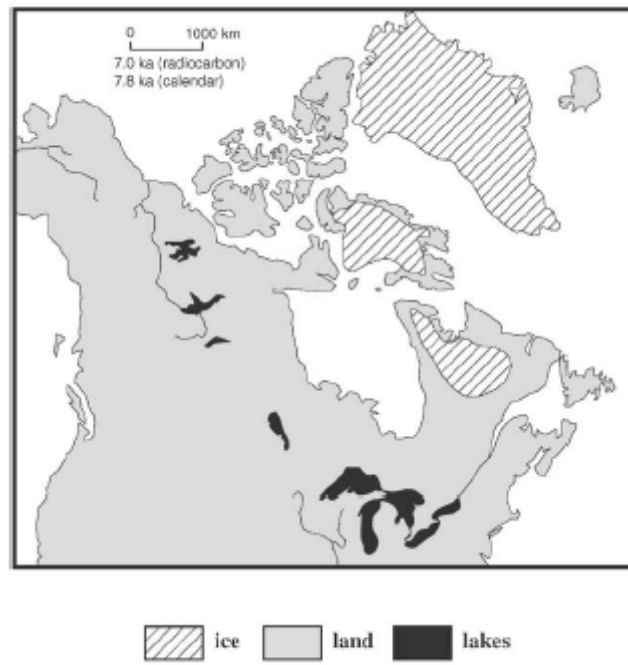 0 1000 km
7.0 ka (radiocarbon)
7.8 ka (calendar)
ice land lakes